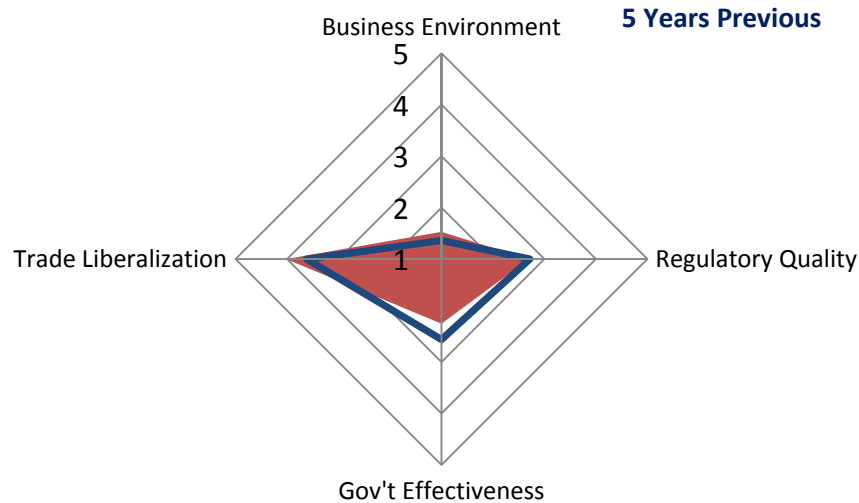 5 Years Previous
Business Environment
5
4
3
2
1
Trade Liberalization
Regulatory Quality
Gov't Effectiveness